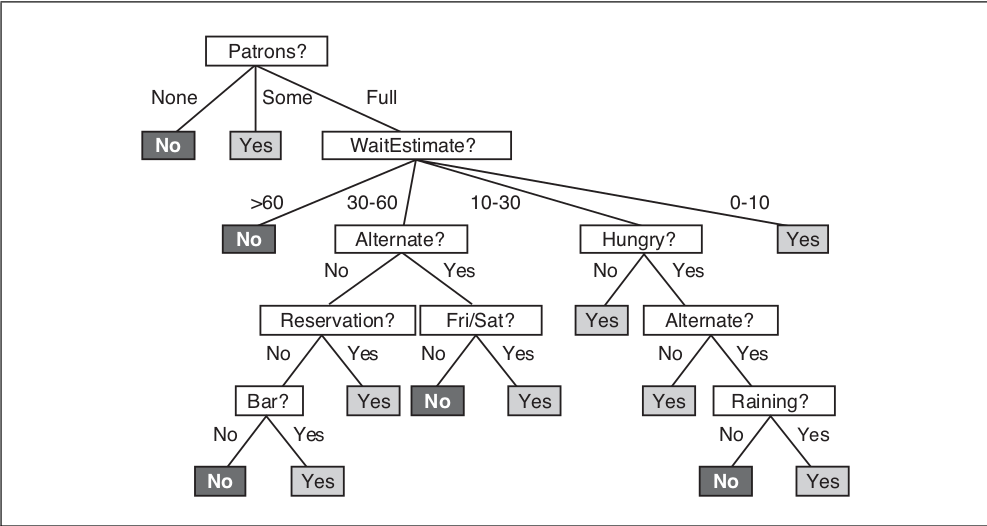 Patrons?
None Some Full
No Yes WaitEstimate?
>60 30-60 10-30 0-10
No Alternate? Hungry? Yes
No Yes No Yes
Reservation? Fri/Sat? Yes Alternate?
No Yes No Yes No Yes
Bar? Yes No Yes Yes Raining?
No Yes No Yes
No Yes No Yes